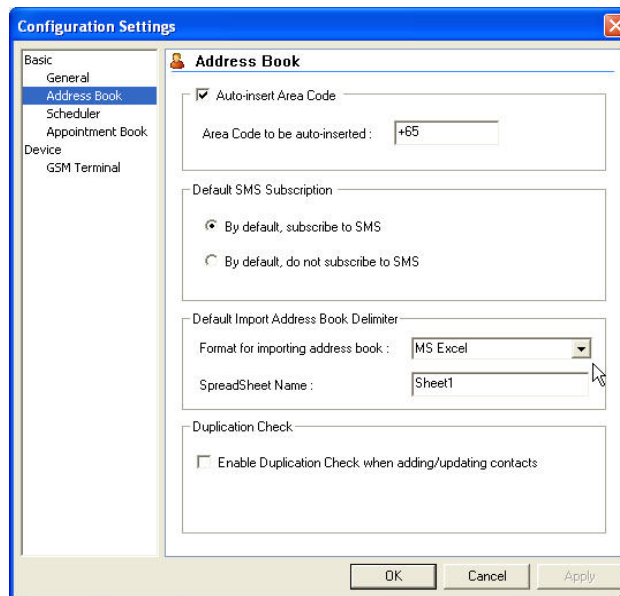 Configuration Settings
Basic
General
Address Book
Scheduler
Appointment Book
Device
GSM Terminal
Address Book
Auto-insert Area Code
Area Code to be auto-inserted : +65
Default SMS Subscription
By default, subscribe to SMS
By default, do not subscribe to SMS
Default Import Address Book Delimiter
Format for importing address book : MS Excel
SpreadSheet Name : Sheet1
Duplication Check
Enable Duplication Check when adding/updating contacts
OK Cancel Apply